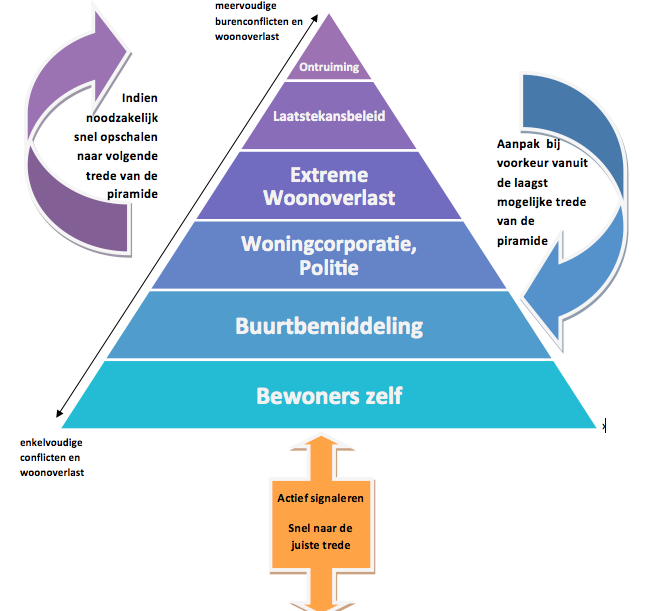 meervoudige
burenconflicten en
woonoverlast
Ontruiming
Laatstekansbeleid
Extreme
Woonoverlast
Woningcorporatie,
Politie
Buurtbemiddeling
Bewoners zelf
Indien
noodzakelijk
snel opschalen
naar volgende
trede van de
piramide
Aanpak bij
voorkeur vanuit
de laagst
mogelijke trede
van de
piramide
enkelvoudige
conflicten en
woonoverlast
Actief signaleren
Snel naar de
juiste trede